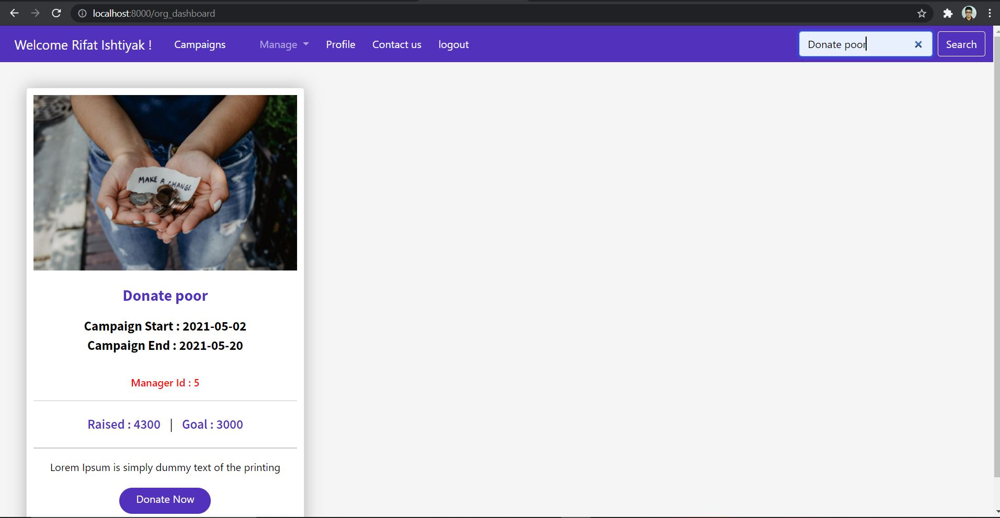 localhost:8000/org_dashboard
Welcome Rifat Ishtiyak ! Campaigns Manage Profile Contact us logout Donate poor Search
MAKE A CHANGE
Donate poor
Campaign Start : 2021-05-02
Campaign End : 2021-05-20
Manager Id : 5
Raised : 4300 | Goal : 3000
Lorem Ipsum is simply dummy text of the printing
Donate Now